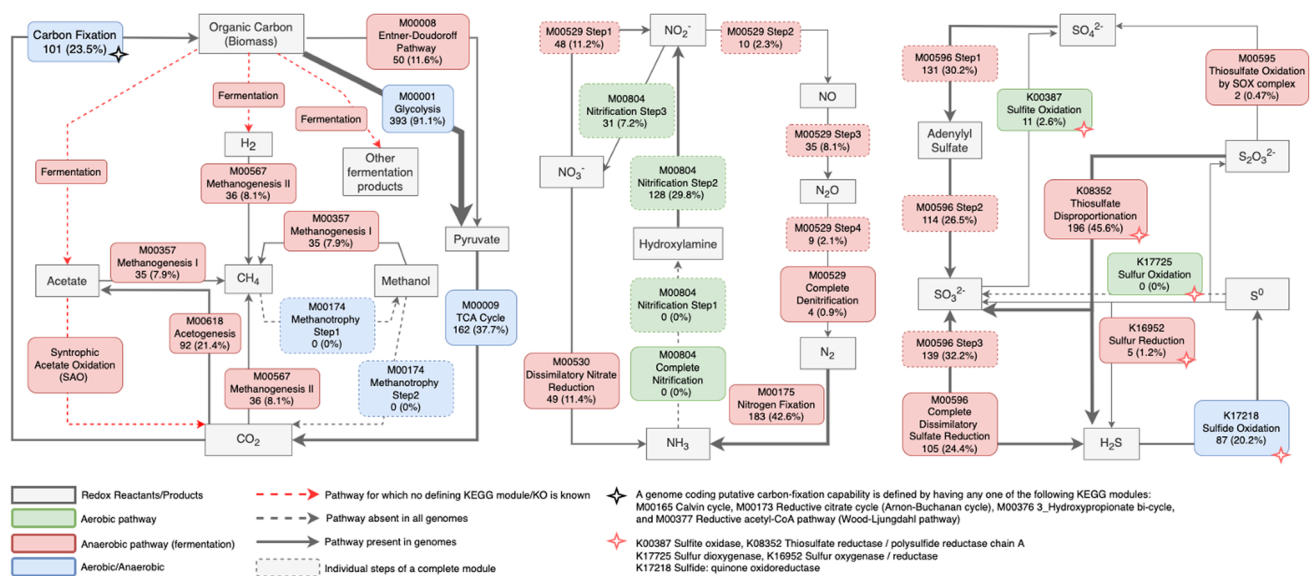 Carbon Fixation
101 (23.5%)
Organic Carbon
(Biomass)
M00008
Entner-Doudoroff
Pathway
50 (11.6%)
Fermentation
M00001
Glycolysis
393 (91.1%)
Fermentation
H2
Other
fermentation
products
Fermentation
M00567
Methanogenesis II
36 (8.1%)
M00357
Methanogenesis I
35 (7.9%)
Pyruvate
M00357
Methanogenesis I
35 (7.9%)
Acetate
CH4
Methanol
M00174
Methanotrophy
Step1
0 (0%)
M00009
TCA Cycle
162 (37.7%)
M00618
Acetogenesis
92 (21.4%)
Syntrophic
Acetate Oxidation
(SAO)
M00567
Methanogenesis II
36 (8.1%)
M00174
Methanotrophy
Step2
0 (0%)
CO2
M00529 Step1
48 (11.2%)
NO2-
M00529 Step2
10 (2.3%)
M00804
Nitrification Step3
31 (7.2%)
NO
M00529 Step3
35 (8.1%)
NO3-
M00804
Nitrification Step2
128 (29.8%)
N2O
M00529 Step4
9 (2.1%)
Hydroxylamine
M00804
Nitrification Step1
0 (0%)
M00529
Complete
Denitrification
4 (0.9%)
N2
M00530
Dissimilatory Nitrate
Reduction
49 (11.4%)
M00804
Complete
Nitrification
0 (0%)
M00175
Nitrogen Fixation
183 (42.6%)
NH3
SO42-
M00596 Step1
131 (30.2%)
K00387
Sulfite Oxidation
11 (2.6%)
M00595
Thiosulfate Oxidation
by SOX complex
2 (0.47%)
Adenylyl
Sulfate
S2O32-
M00596 Step2
114 (26.5%)
K08352
Thiosulfate
Disproportionation
196 (45.6%)
K17725
Sulfur Oxidation
0 (0%)
SO32-
S0
M00596 Step3
139 (32.2%)
K16952
Sulfur Reduction
5 (1.2%)
M00596
Complete
Dissimilatory
Sulfate Reduction
105 (24.4%)
H2S
K17218
Sulfide Oxidation
87 (20.2%)
Redox Reactants/Products
Aerobic pathway
Anaerobic pathway (fermentation)
Aerobic/Anaerobic
Pathway for which no defining KEGG module/KO is known
Pathway absent in all genomes
Pathway present in genomes
Individual steps of a complete module
A genome coding putative carbon-fixation capability is defined by having any one of the following KEGG modules:
M00165 Calvin cycle, M00173 Reductive citrate cycle (Arnon-Buchanan cycle), M00376 3_Hydroxypropionate bi-cycle,
and M00377 Reductive acetyl-CoA pathway (Wood-Ljungdahl pathway)
K00387 Sulfite oxidase, K08352 Thiosulfate reductase / polysulfide reductase chain A
K17725 Sulfur dioxygenase, K16952 Sulfur oxygenase / reductase
K17218 Sulfide: quinone oxidoreductase